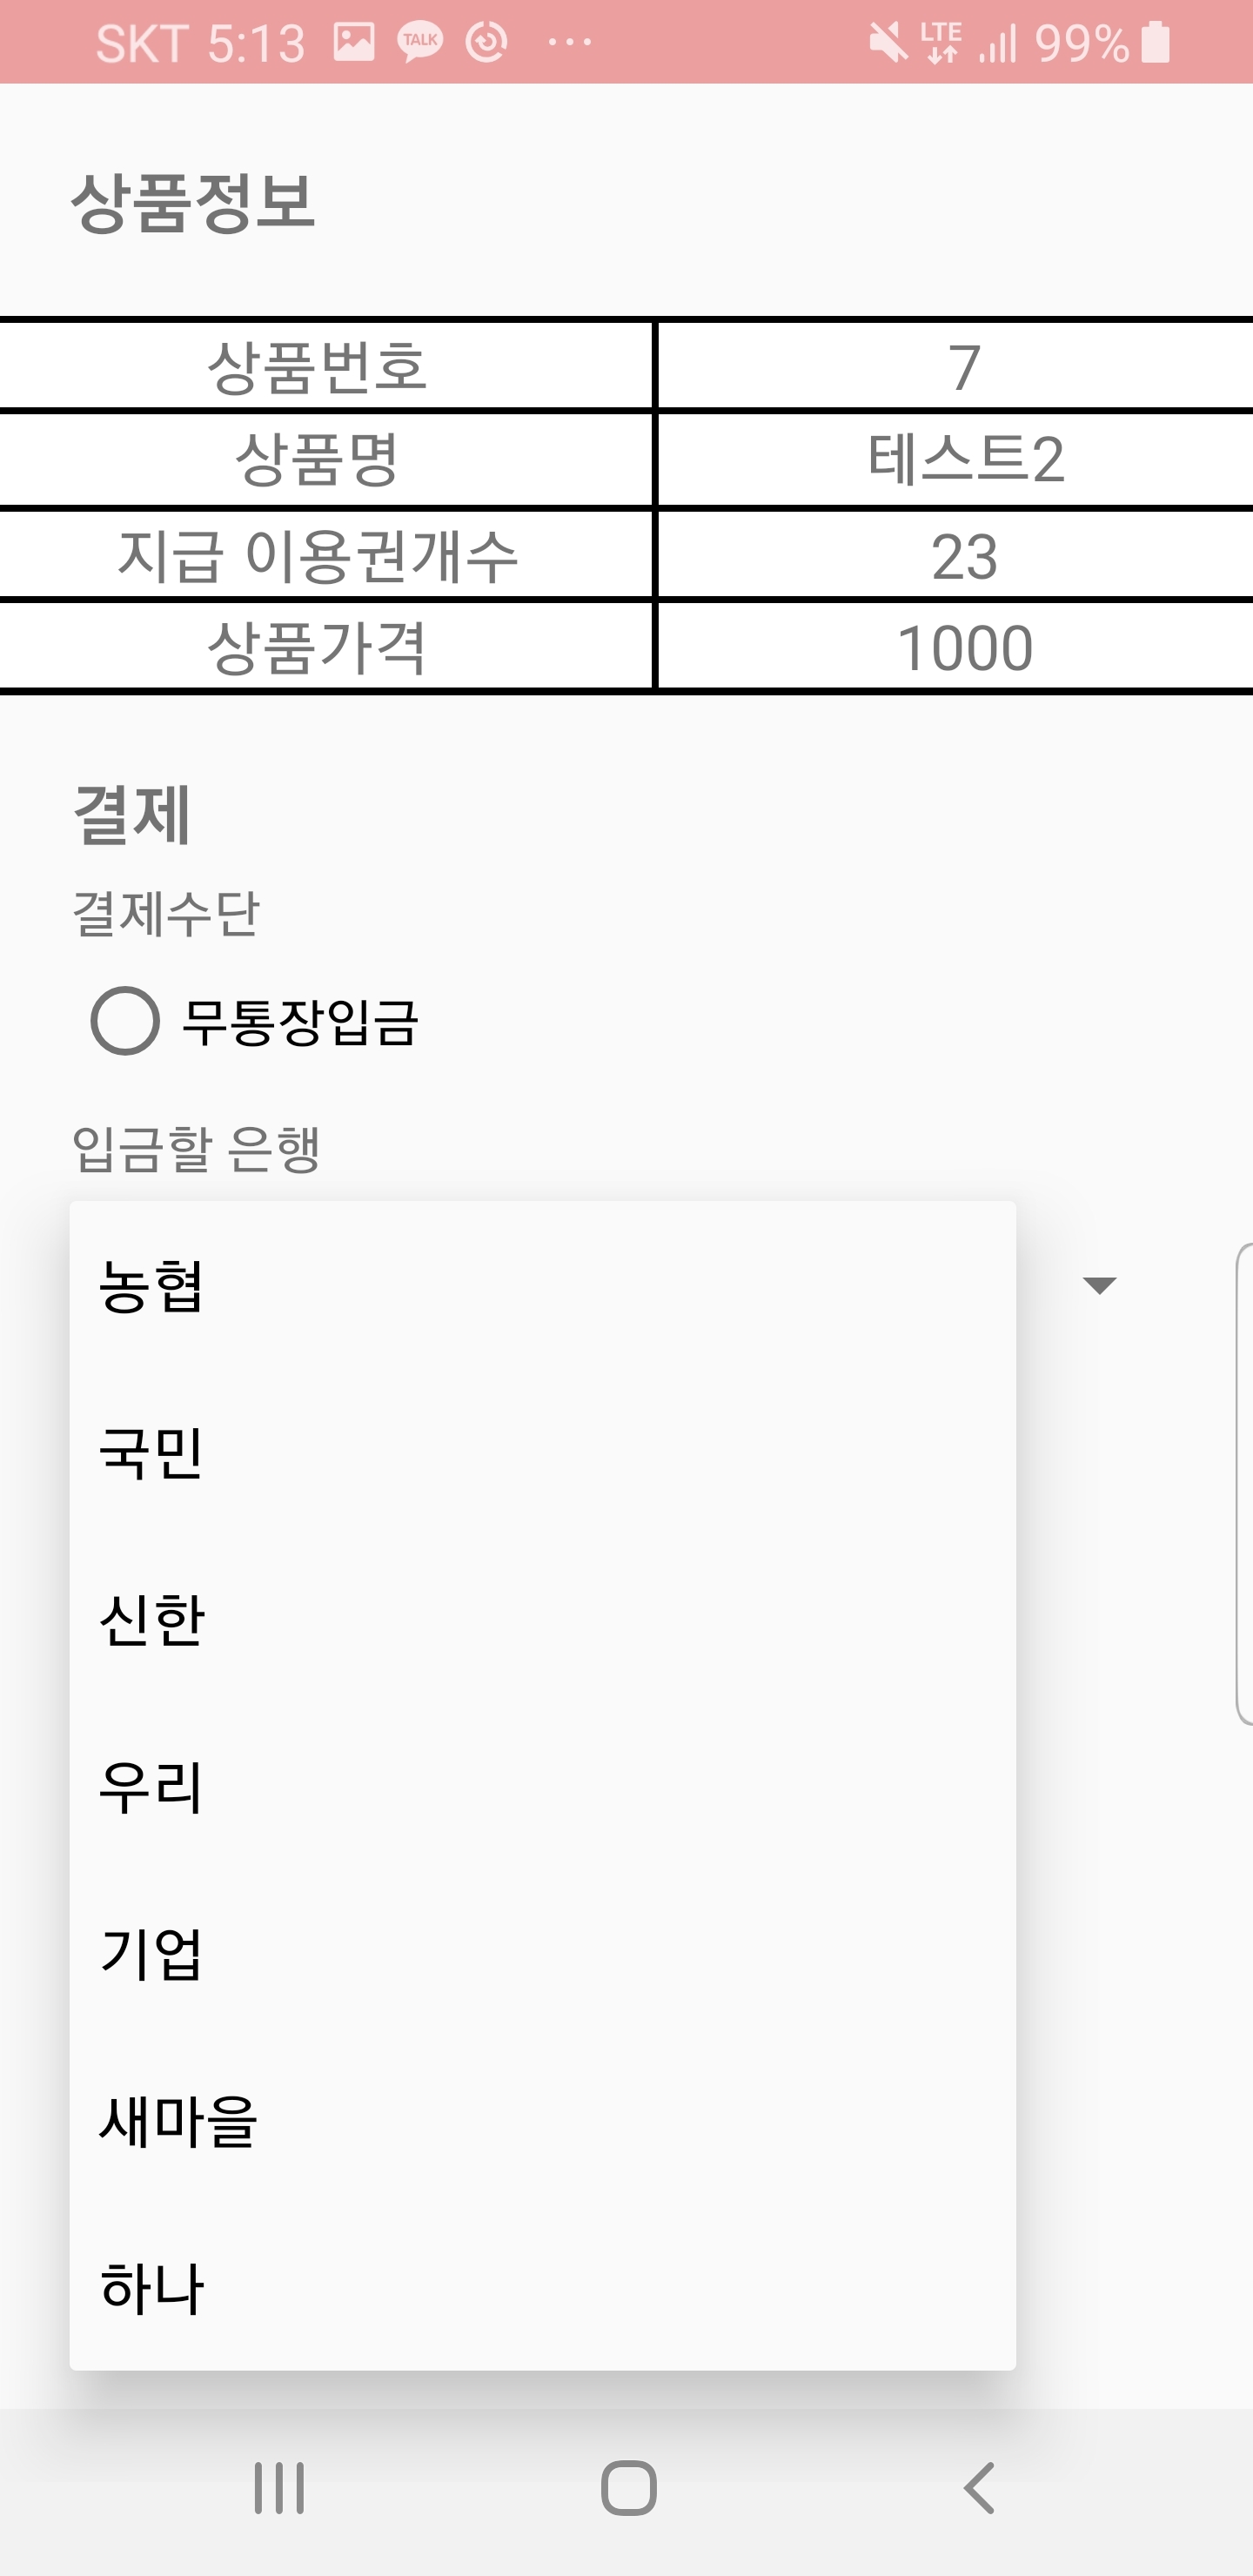 SKT 5:13 TALK ... LTE 99%
상품정보
상품번호 7
상품명 테스트2
지급 이용권개수 23
상품가격 1000
결제
결제수단
무통장입금
입금할 은행
농협
국민
신한
우리
기업
새마을
하나